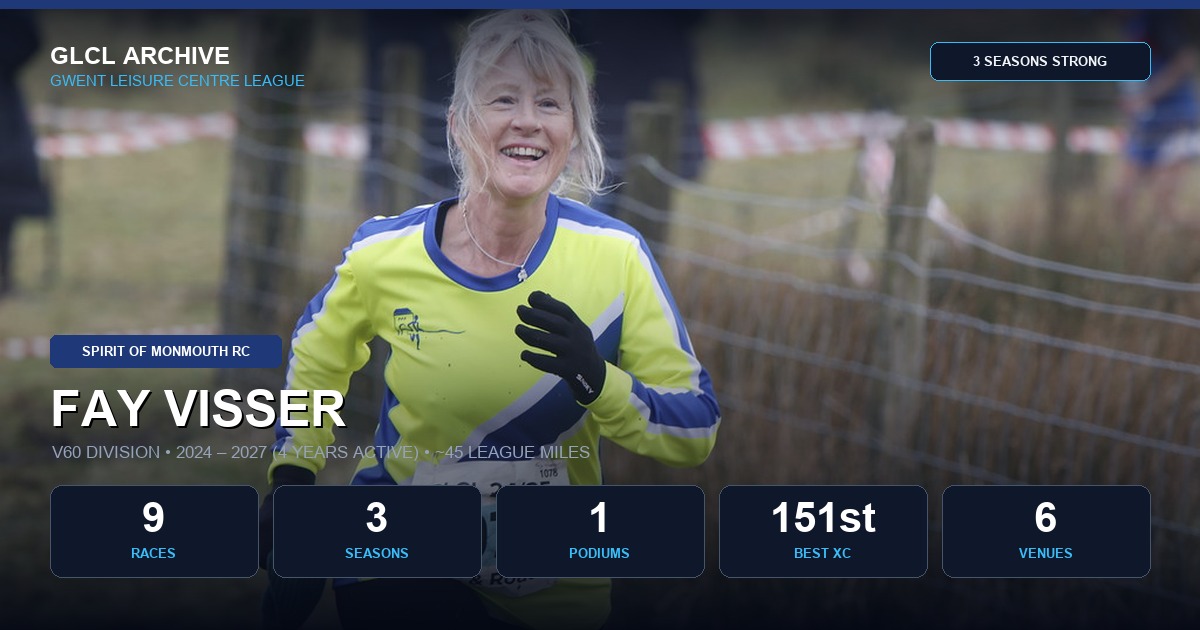 GLCL ARCHIVE
GWENT LEISURE CENTRE LEAGUE
3 SEASONS STRONG
SPIRIT OF MONMOUTH RC
FAY VISSER
V60 DIVISION • 2024 – 2027 (4 YEARS ACTIVE) • ~45 LEAGUE MILES
1078
9
RACES
3
SEASONS
1
PODIUMS
151st
BEST XC
6
VENUES